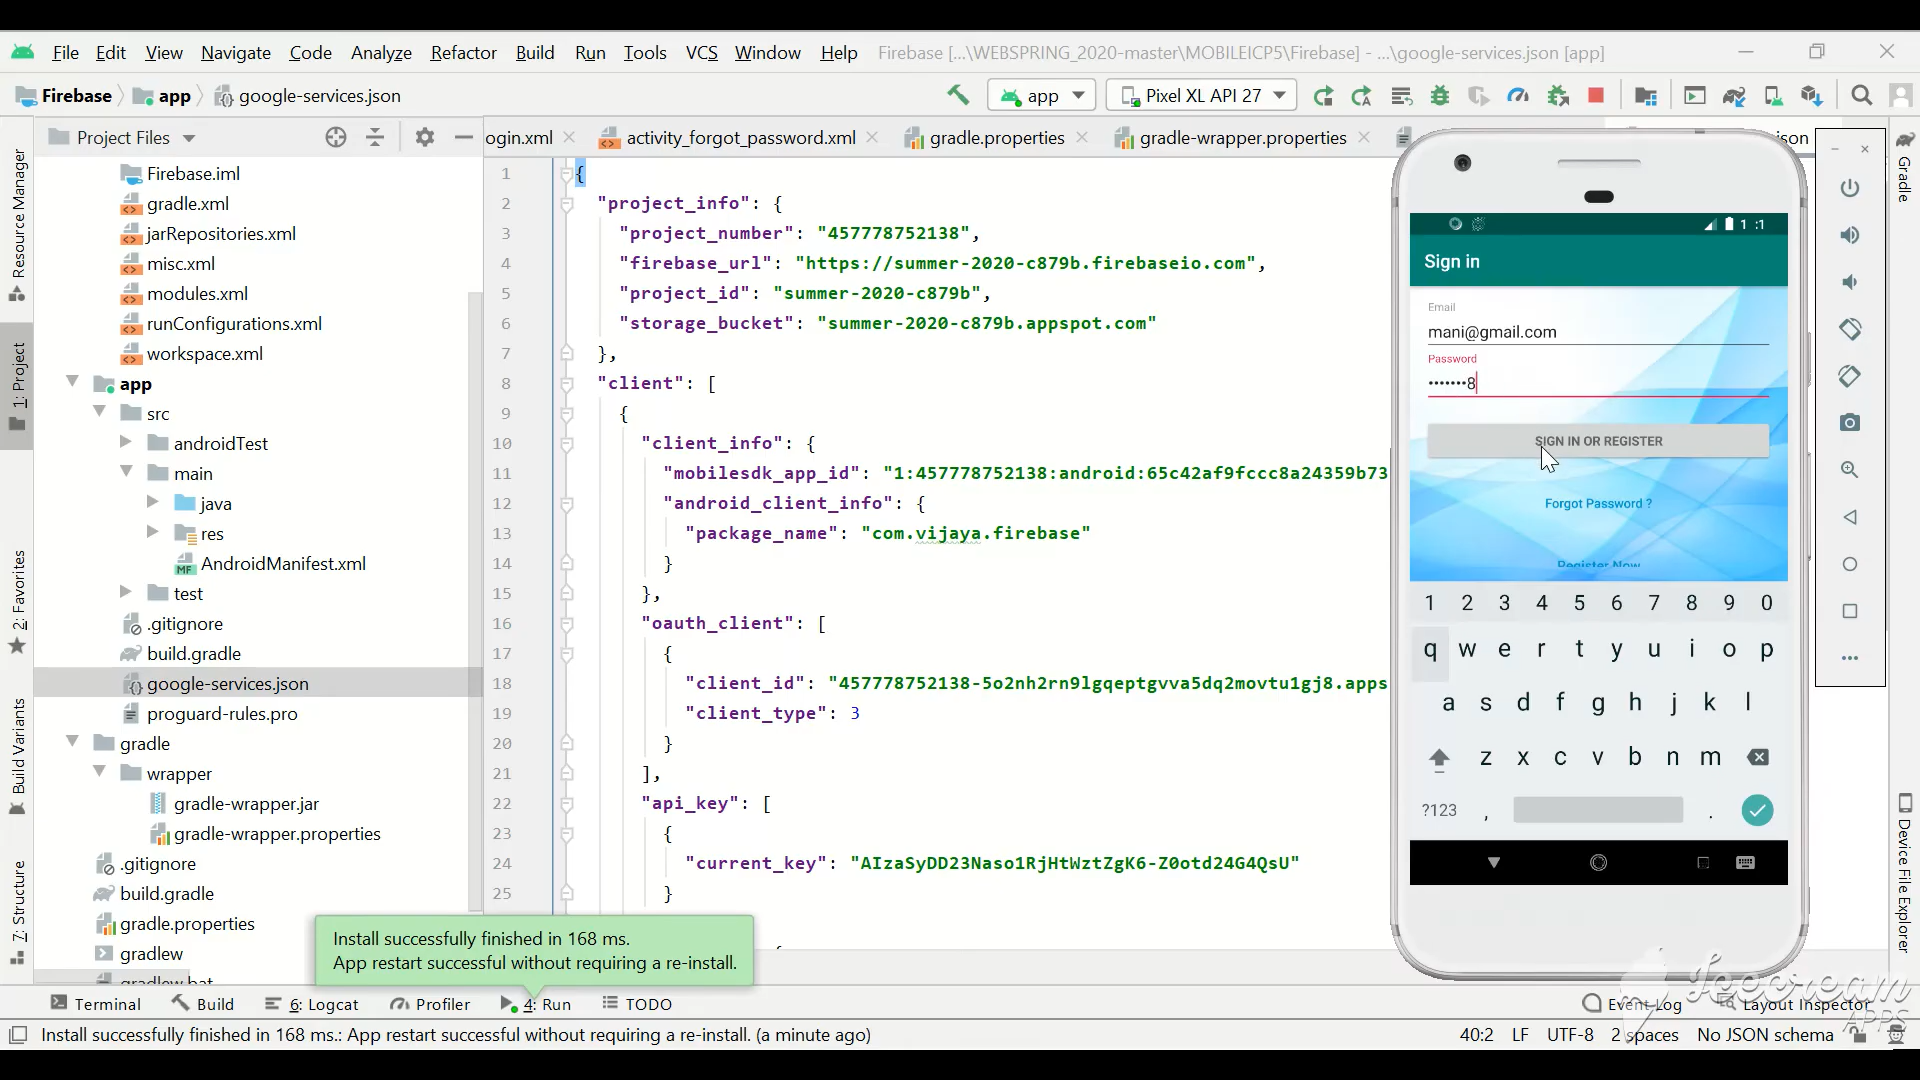 File Edit View Navigate Code Analyze Refactor Build Run Tools VCS Window Help Firebase [...\WEBSPRING_2020-master\MOBILEICP5\Firebase] - ...\google-services.json [app]
Firebase app google-services.json app Pixel XL API 27
Project Files ogin.xml activity_forgot_password.xml gradle.properties gradle-wrapper.properties son
Resource Manager
1: Project
2: Favorites
Build Variants
7: Structure
Firebase.iml
gradle.xml
jarRepositories.xml
misc.xml
modules.xml
runConfigurations.xml
workspace.xml
app
src
androidTest
main
java
res
AndroidManifest.xml
test
.gitignore
build.gradle
google-services.json
proguard-rules.pro
gradle
wrapper
gradle-wrapper.jar
gradle-wrapper.properties
.gitignore
build.gradle
gradle.properties
gradlew
gradlew.bat
1 {
2 "project_info": {
3 "project_number": "457778752138",
4 "firebase_url": "https://summer-2020-c879b.firebaseio.com",
5 "project_id": "summer-2020-c879b",
6 "storage_bucket": "summer-2020-c879b.appspot.com"
7 },
8 "client": [
9 {
10 "client_info": {
11 "mobilesdk_app_id": "1:457778752138:android:65c42af9fccc8a24359b73
12 "android_client_info": {
13 "package_name": "com.vijaya.firebase"
14 }
15 },
16 "oauth_client": [
17 {
18 "client_id": "457778752138-5o2nh2rn9lgqeptgvva5dq2movtu1gj8.apps
19 "client_type": 3
20 }
21 ],
22 "api_key": [
23 {
24 "current_key": "AIzaSyDD23Naso1RjHtWztZgK6-Z0otd24G4QsU"
25 }
1 :1
Sign in
Email
mani@gmail.com
Password
•••••••8
SIGN IN OR REGISTER
Forgot Password ?
Register Now
1 2 3 4 5 6 7 8 9 0
q w e r t y u i o p
a s d f g h j k l
z x c v b n m
?123 , .
Gradle
Device File Explorer
Install successfully finished in 168 ms.
App restart successful without requiring a re-install.
Terminal Build 6: Logcat Profiler 4: Run TODO Event Log Layout Inspector
Icecream
APPS
Install successfully finished in 168 ms.: App restart successful without requiring a re-install. (a minute ago) 40:2 LF UTF-8 2 spaces No JSON schema